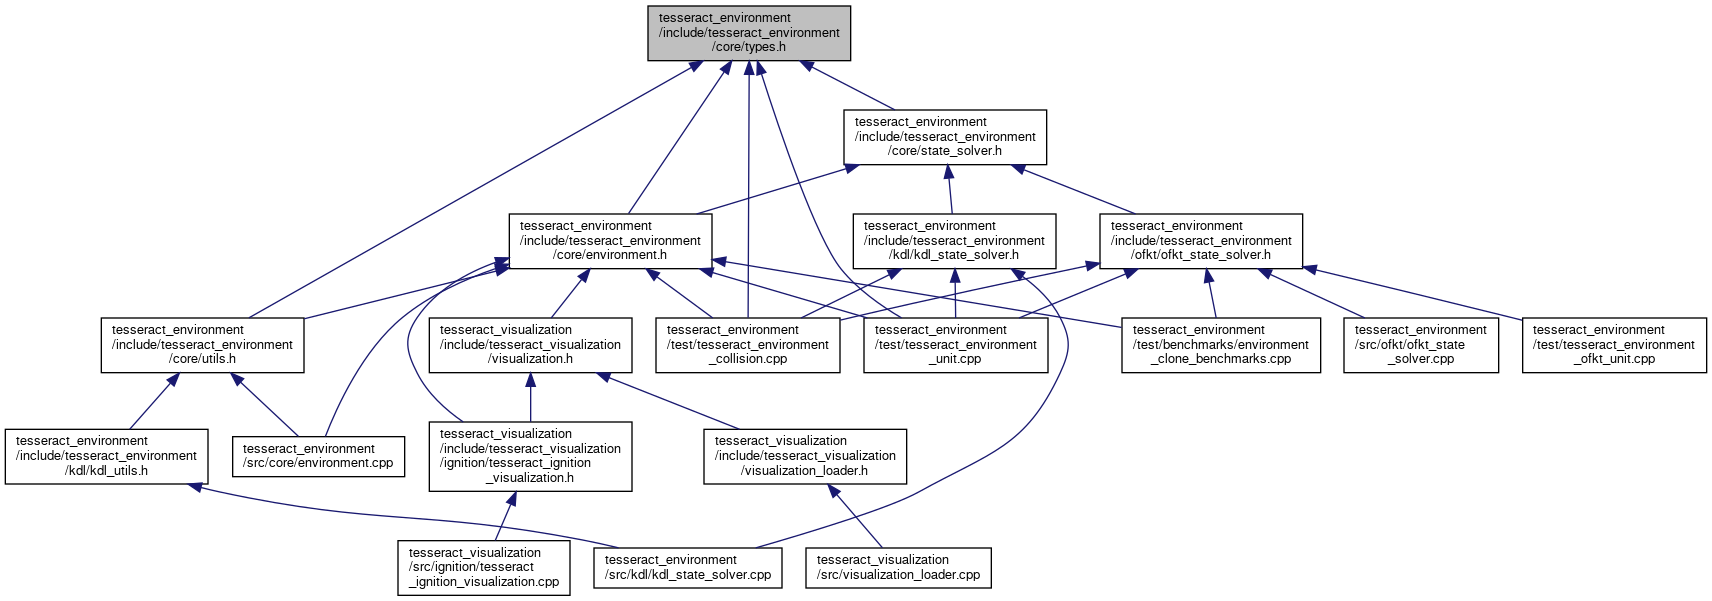 tesseract_environment
/include/tesseract_environment
/core/types.h
tesseract_environment
/include/tesseract_environment
/core/state_solver.h
tesseract_environment
/include/tesseract_environment
/core/environment.h
tesseract_environment
/include/tesseract_environment
/kdl/kdl_state_solver.h
tesseract_environment
/include/tesseract_environment
/ofkt/ofkt_state_solver.h
tesseract_environment
/include/tesseract_environment
/core/utils.h
tesseract_visualization
/include/tesseract_visualization
/visualization.h
tesseract_environment
/test/tesseract_environment
_collision.cpp
tesseract_environment
/test/tesseract_environment
_unit.cpp
tesseract_environment
/test/benchmarks/environment
_clone_benchmarks.cpp
tesseract_environment
/src/ofkt/ofkt_state
_solver.cpp
tesseract_environment
/test/tesseract_environment
_ofkt_unit.cpp
tesseract_environment
/include/tesseract_environment
/kdl/kdl_utils.h
tesseract_environment
/src/core/environment.cpp
tesseract_visualization
/include/tesseract_visualization
/ignition/tesseract_ignition
_visualization.h
tesseract_visualization
/include/tesseract_visualization
/visualization_loader.h
tesseract_visualization
/src/ignition/tesseract
_ignition_visualization.cpp
tesseract_environment
/src/kdl/kdl_state_solver.cpp
tesseract_visualization
/src/visualization_loader.cpp